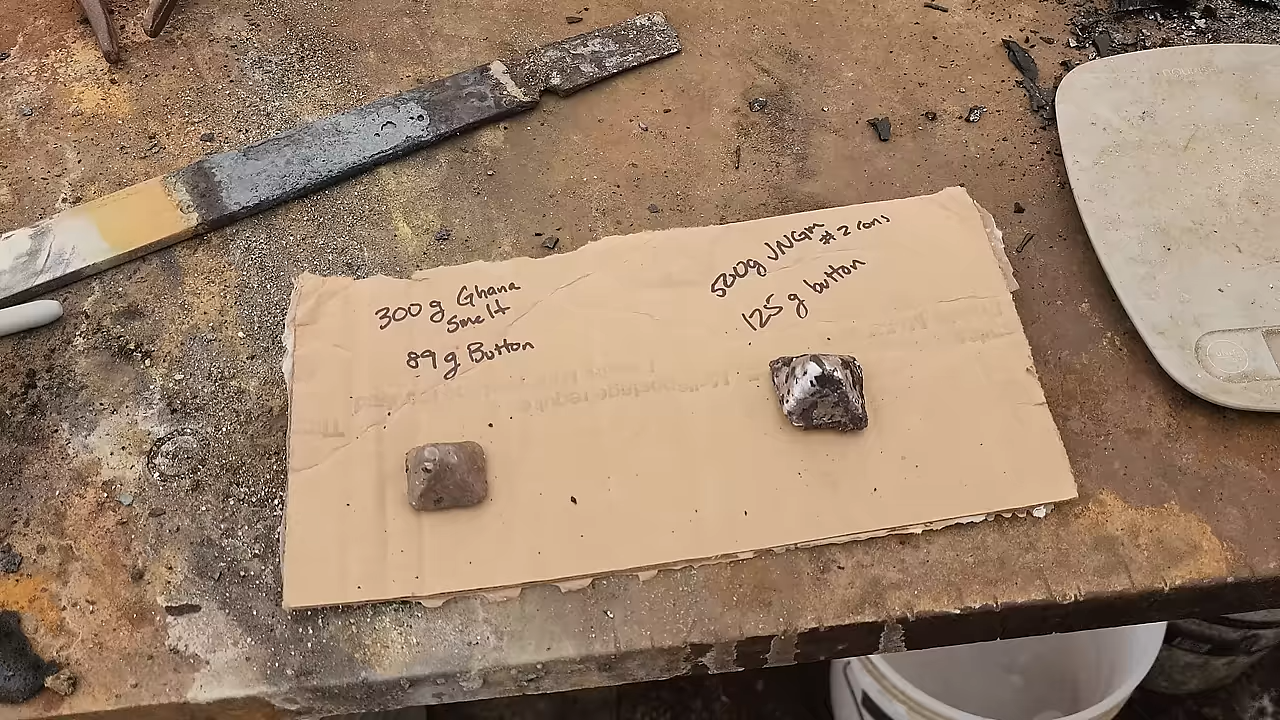 300 g Ghana
Smelt
89 g Button
500g JNGM
#2 cons
125 g button